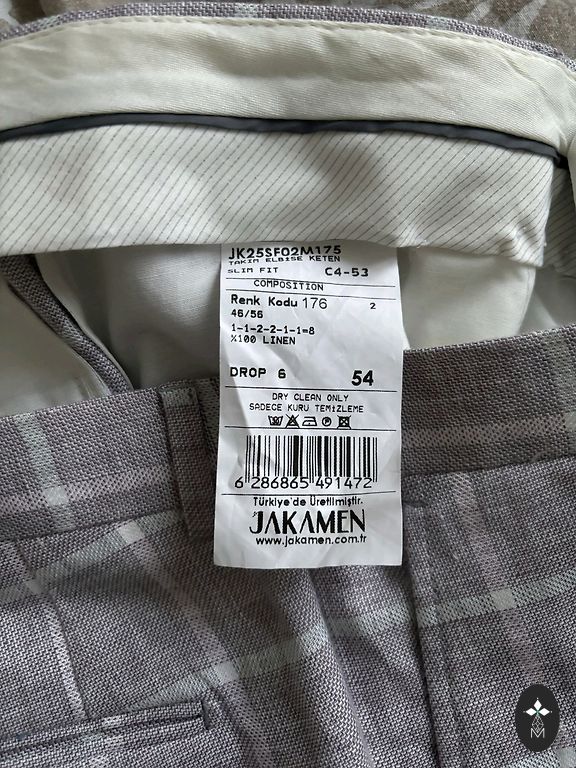 JK25SF02M175
TAKIM ELBISE KETEN
SLIM FIT C4-53
COMPOSITION
Renk Kodu 176 2
46/56
1-1-2-2-1-1=8
%100 LINEN
DROP 6 54
DRY CLEAN ONLY
SADECE KURU TEMİZLEME
6 286865 491472
Türkiye'de Üretilmiştir.
JAKAMEN
www.jakamen.com.tr
M